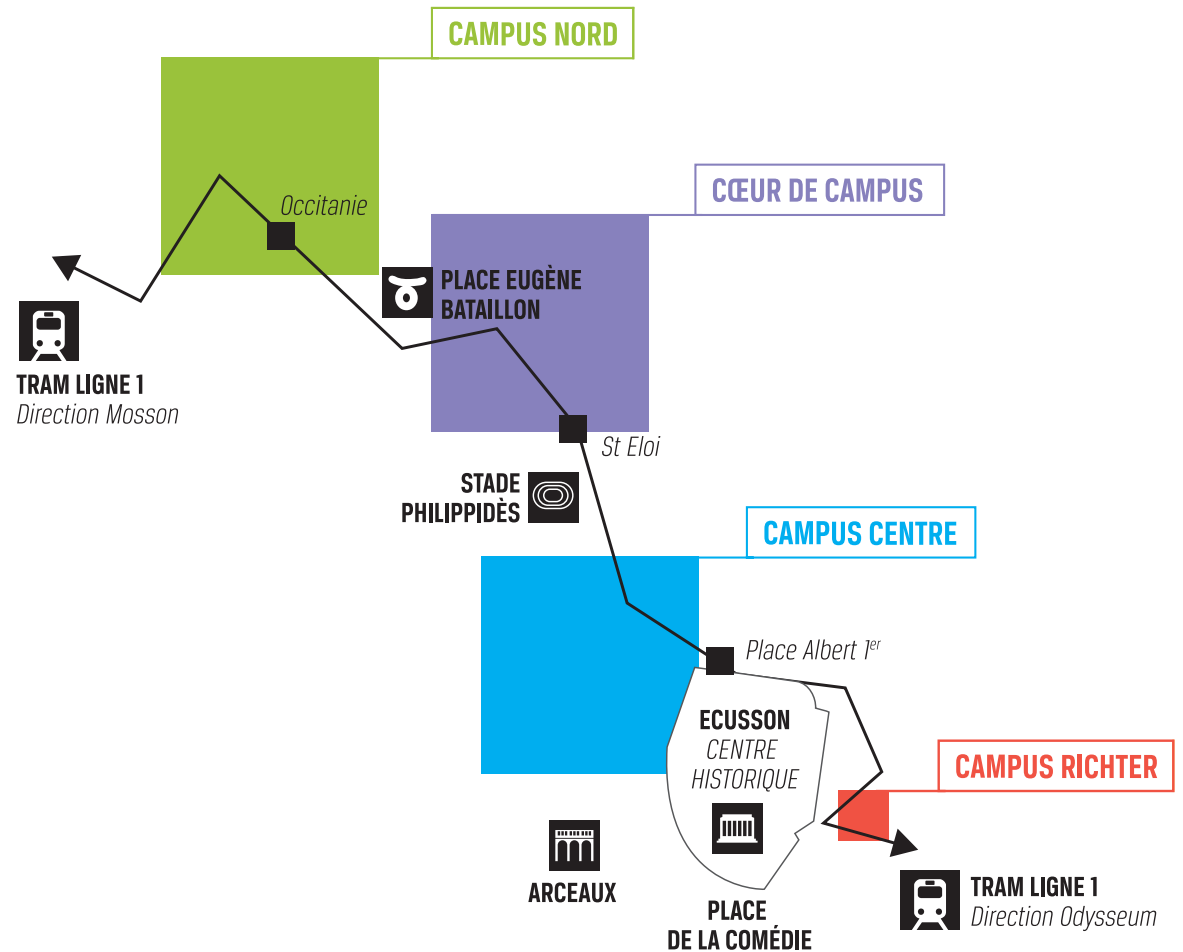 CAMPUS NORD
CŒUR DE CAMPUS
Occitanie
PLACE EUGÈNE
BATAILLON
TRAM LIGNE 1
Direction Mosson
St Eloi
STADE
PHILIPPIDÈS
CAMPUS CENTRE
Place Albert 1er
ECUSSON
CENTRE
HISTORIQUE
CAMPUS RICHTER
ARCEAUX
PLACE
DE LA COMÉDIE
TRAM LIGNE 1
Direction Odysseum